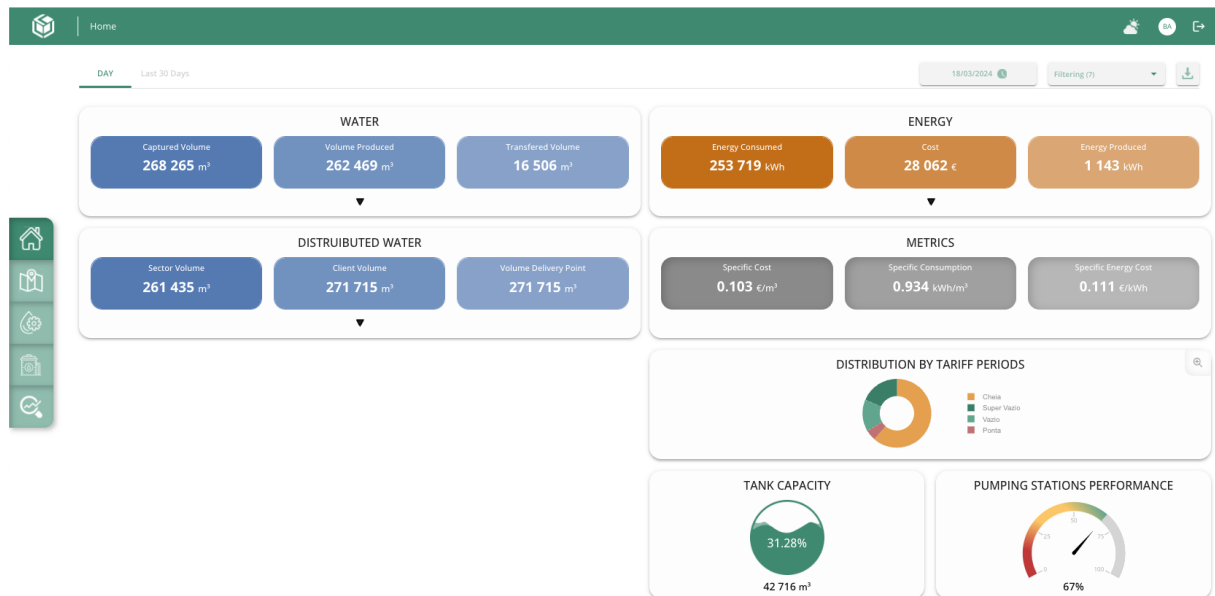 Home
BA
DAY
Last 30 Days
18/03/2024
Filtering (7)
WATER
Captured Volume
268 265 m³
Volume Produced
262 469 m³
Transfered Volume
16 506 m³
ENERGY
Energy Consumed
253 719 kWh
Cost
28 062 €
Energy Produced
1 143 kWh
DISTRUIBUTED WATER
Sector Volume
261 435 m³
Client Volume
271 715 m³
Volume Delivery Point
271 715 m³
METRICS
Specific Cost
0.103 €/m³
Specific Consumption
0.934 kWh/m³
Specific Energy Cost
0.111 €/kWh
DISTRIBUTION BY TARIFF PERIODS
Cheia
Super Vazio
Vazio
Ponta
TANK CAPACITY
31.28%
42 716 m³
PUMPING STATIONS PERFORMANCE
0
25
50
75
100
67%